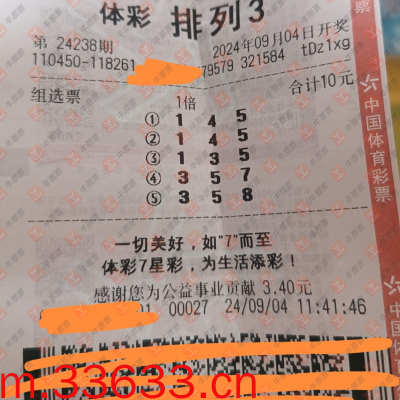 体彩 排列3
第 24238期 2024年09月04日开奖
110450-118261 79579 321584 tDz1xg
组选票 1倍 合计10元
① 1 4 5
② 1 4 5
③ 1 3 5
④ 3 5 7
⑤ 3 5 8
一切美好，如"7"而至
体彩7星彩，为生活添彩！
感谢您为公益事业贡献 3.40元
01 00027 24/09/04 11:41:46
中国体育彩票
票
m.33633.cn